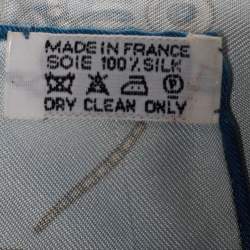 MADE IN FRANCE
SOIE 100% SILK
DRY CLEAN ONLY